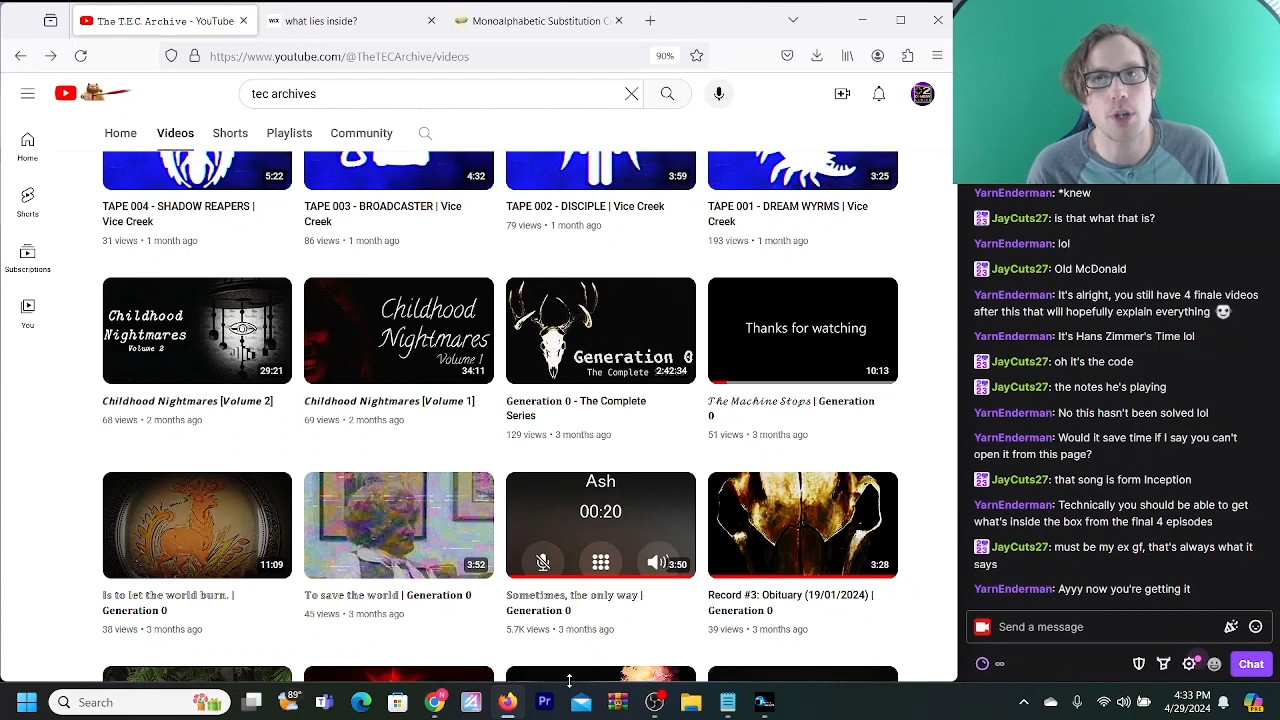 The T.E.C. Archive - YouTube
what lies inside?
Monoalphabetic Substitution C
https://www.youtube.com/@TheTECArchive/videos
90%
tec archives
Home
Videos
Shorts
Playlists
Community
Home
Shorts
Subscriptions
You
5:22
4:32
3:59
3:25
TAPE 004 - SHADOW REAPERS |
Vice Creek
31 views • 1 month ago
TAPE 003 - BROADCASTER | Vice
Creek
86 views • 1 month ago
TAPE 002 - DISCIPLE | Vice Creek
79 views • 1 month ago
TAPE 001 - DREAM WYRMS | Vice
Creek
193 views • 1 month ago
Childhood
Nightmares
Volume 2
29:21
Childhood
Nightmares
Volume 1
34:11
Generation 0
The Complete
2:42:34
Thanks for watching
10:13
Childhood Nightmares [Volume 2]
68 views • 2 months ago
Childhood Nightmares [Volume 1]
69 views • 2 months ago
Generation 0 - The Complete
Series
129 views • 3 months ago
The Machine Stops | Generation
0
51 views • 3 months ago
11:09
3:52
Ash
00:20
3:50
3:28
Is to let the world burn. |
Generation 0
38 views • 3 months ago
To save the world | Generation 0
45 views • 3 months ago
Sometimes, the only way |
Generation 0
5.7K views • 3 months ago
Record #3: Obituary (19/01/2024) |
Generation 0
39 views • 3 months ago
YarnEnderman: *knew
JayCuts27: is that what that is?
YarnEnderman: lol
JayCuts27: Old McDonald
YarnEnderman: It's alright, you still have 4 finale videos
after this that will hopefully explain everything
YarnEnderman: It's Hans Zimmer's Time lol
JayCuts27: oh It's the code
JayCuts27: the notes he's playing
YarnEnderman: No this hasn't been solved lol
YarnEnderman: Would it save time if I say you can't
open it from this page?
JayCuts27: that song Is form Inception
YarnEnderman: Technically you should be able to get
what's inside the box from the final 4 episodes
JayCuts27: must be my ex gf, that's always what it
says
YarnEnderman: Ayyy now you're getting it
Send a message
Chat
Search
89°
4:33 PM
4/29/2024